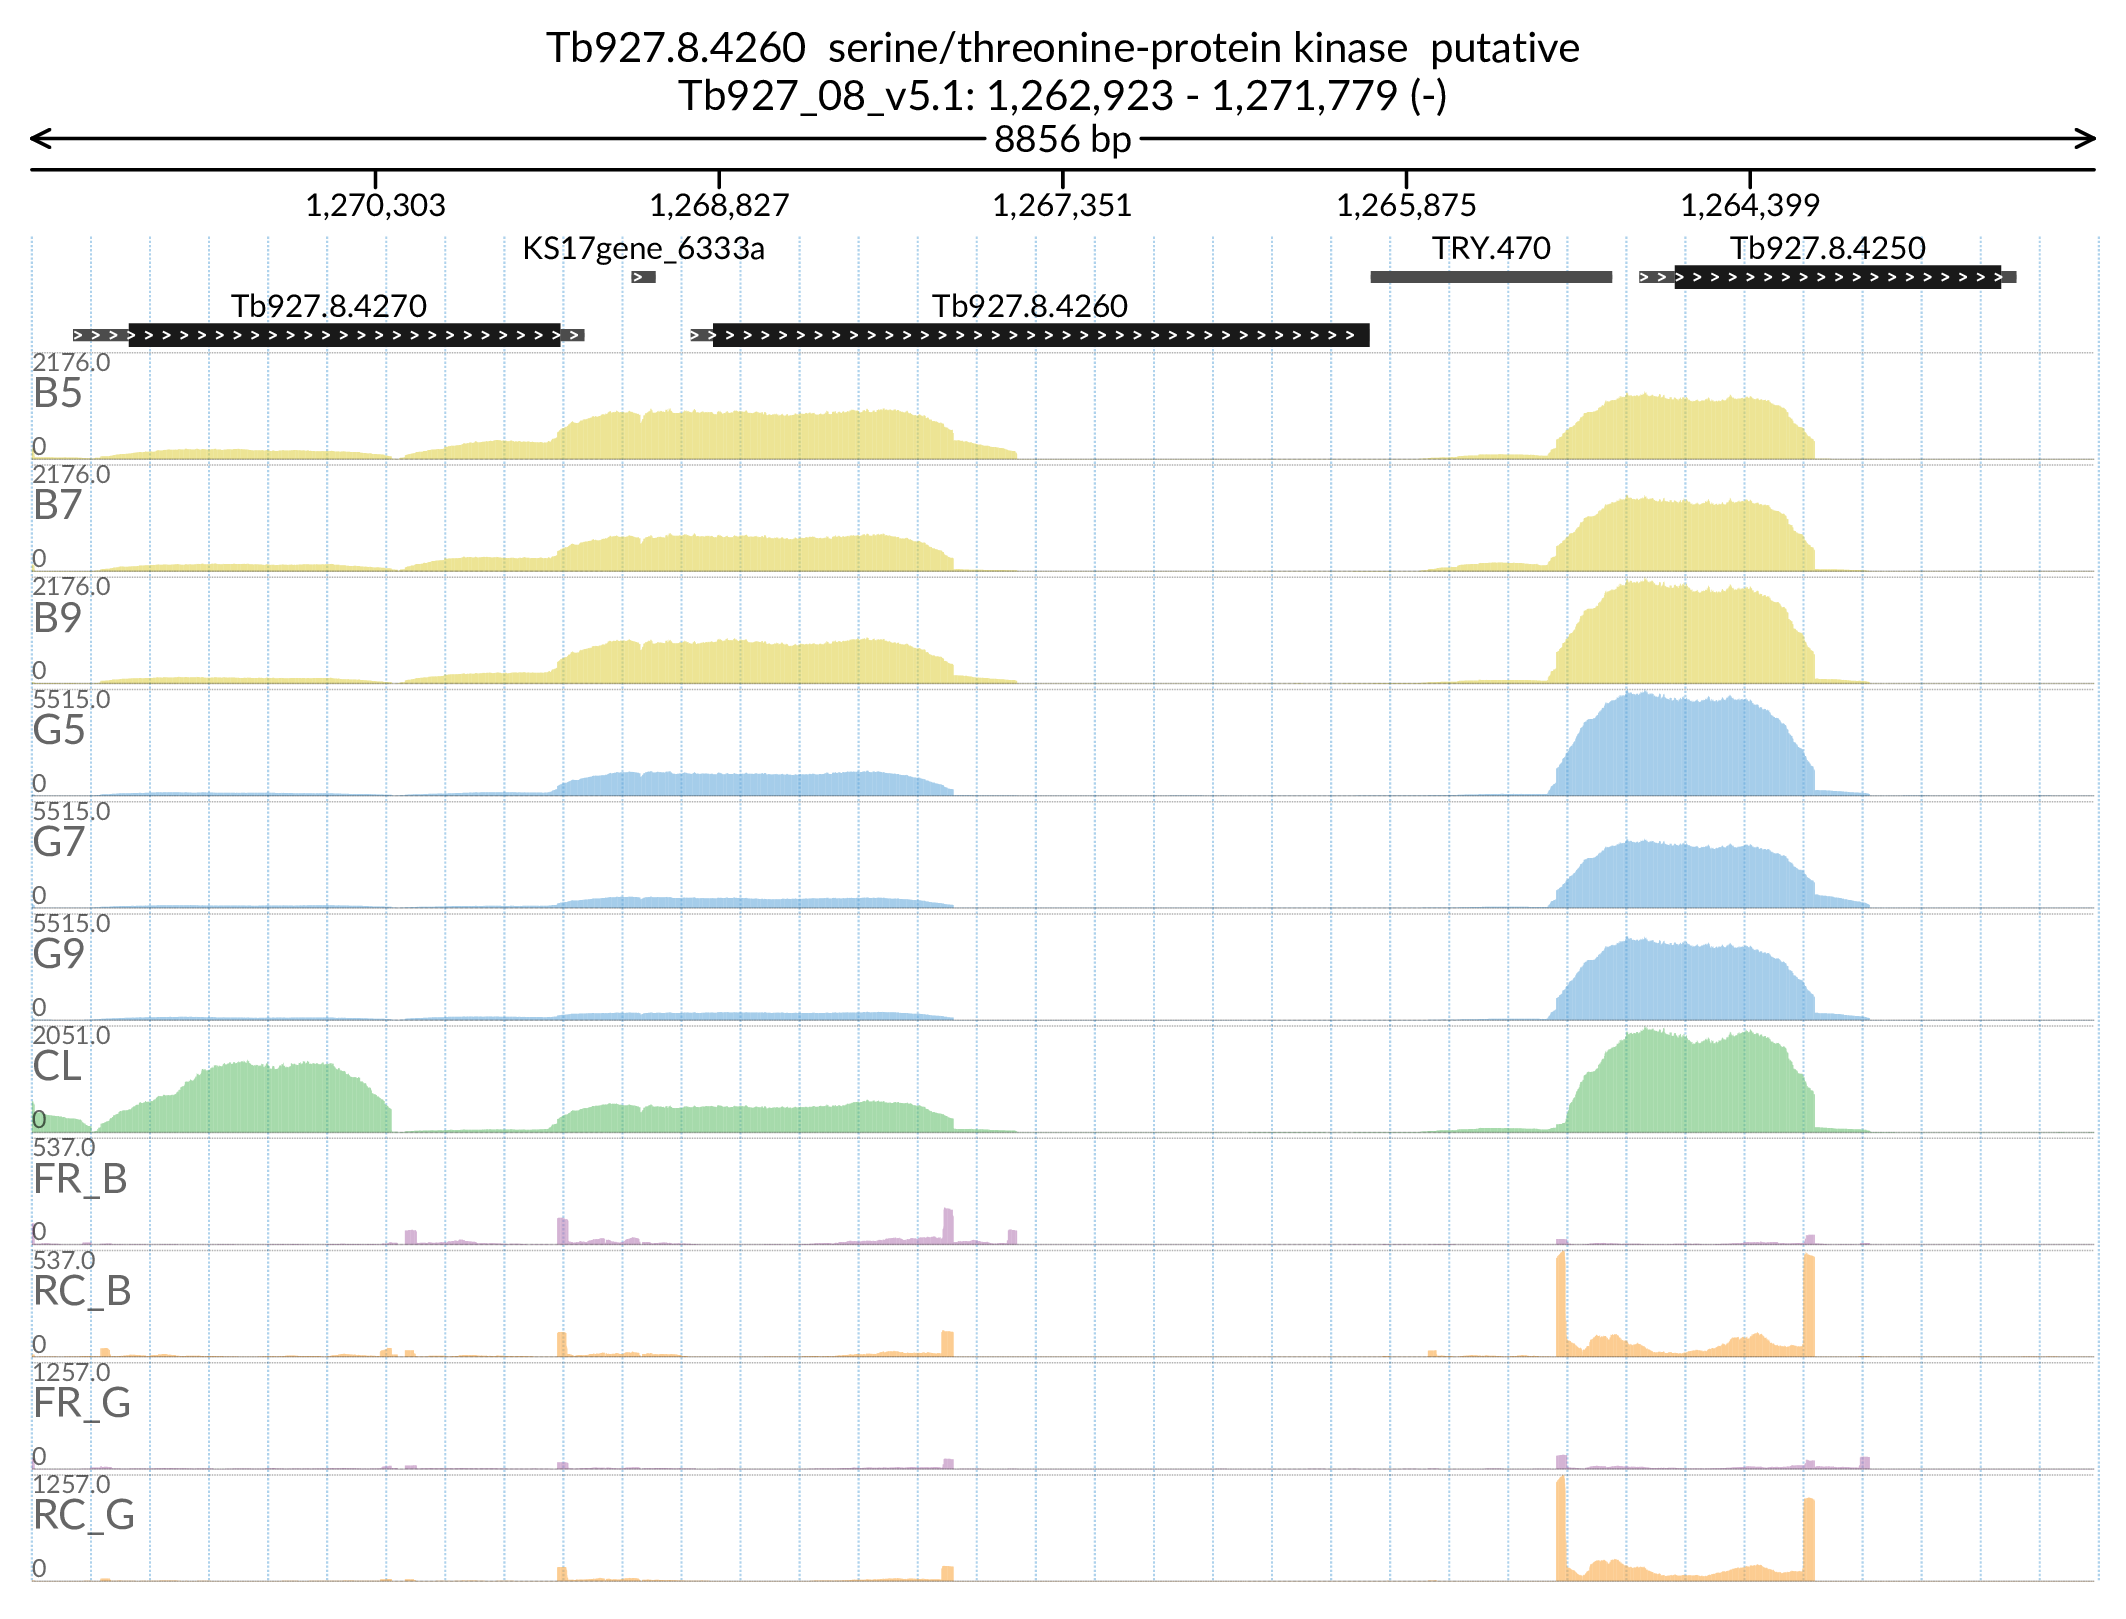 Tb927.8.4260  serine/threonine-protein kinase  putative
Tb927_08_v5.1: 1,262,923 - 1,271,779 (-)
8856 bp
1,270,303 1,268,827 1,267,351 1,265,875 1,264,399
KS17gene_6333a TRY.470 Tb927.8.4250
Tb927.8.4270 Tb927.8.4260
2176.0
B5
0
2176.0
B7
0
2176.0
B9
0
5515.0
G5
0
5515.0
G7
0
5515.0
G9
0
2051.0
CL
0
537.0
FR_B
0
537.0
RC_B
0
1257.0
FR_G
0
1257.0
RC_G
0